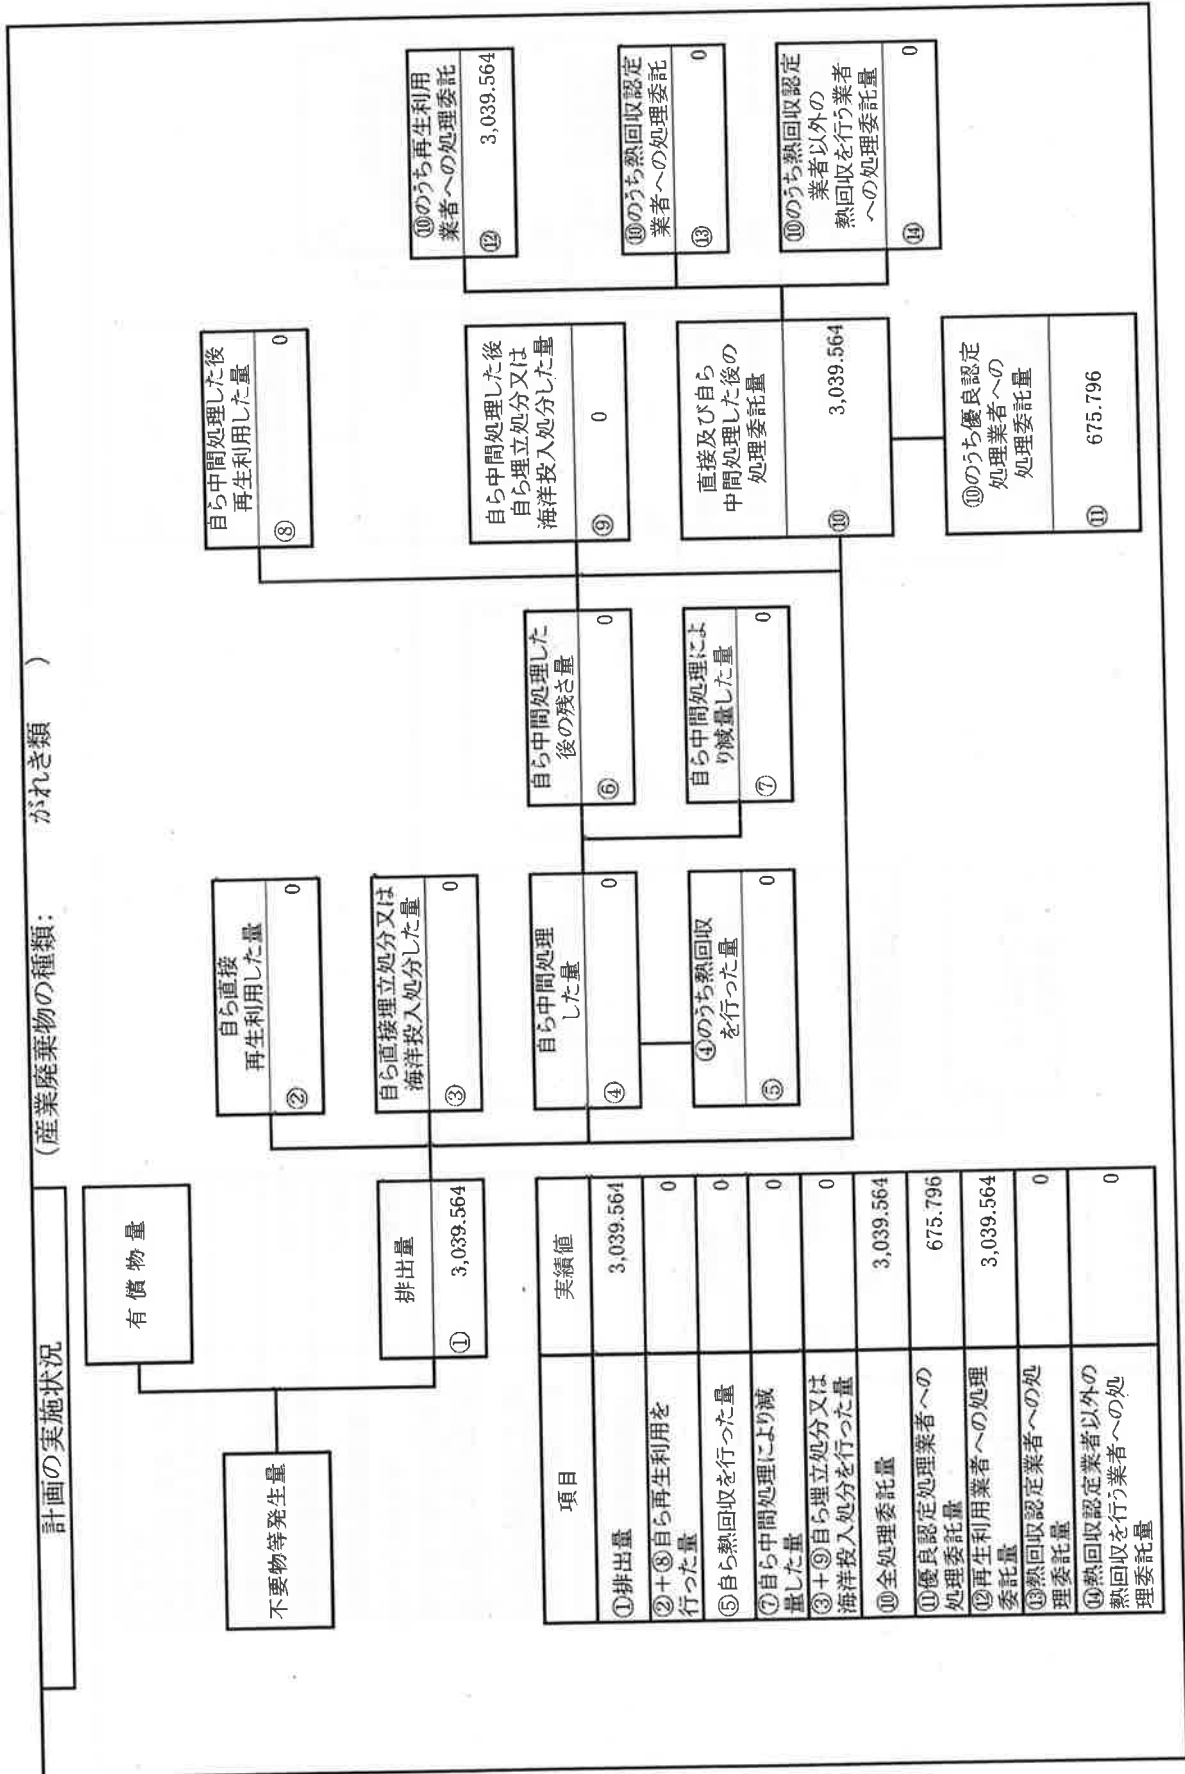 計画の実施状況
(産業廃棄物の種類: がれき類 )
不要物等発生量
有償物量
排出量
① 3,039.564
自ら直接
再生利用した量
② 0
自ら直接埋立処分又は
海洋投入処分した量
③ 0
自ら中間処理
した量
④ 0
④のうち熱回収
を行った量
⑤ 0
自ら中間処理した
後の残さ量
⑥ 0
自ら中間処理によ
り減量した量
⑦ 0
自ら中間処理した後
再生利用した量
⑧ 0
自ら中間処理した後
自ら埋立処分又は
海洋投入処分した量
⑨ 0
直接及び自ら
中間処理した後の
処理委託量
⑩ 3,039.564
⑩のうち優良認定
処理業者への
処理委託量
⑪ 675.796
⑩のうち再生利用
業者への処理委託
⑫ 3,039.564
⑩のうち熱回収認定
業者への処理委託
⑬ 0
⑩のうち熱回収認定
業者以外の
熱回収を行う業者
への処理委託量
⑭ 0
項目 実績値
①排出量 3,039.564
②+⑧自ら再生利用を
行った量 0
⑤自ら熱回収を行った量 0
⑦自ら中間処理により減
量した量 0
③+⑨自ら埋立処分又は
海洋投入処分を行った量 0
⑩全処理委託量 3,039.564
⑪優良認定処理業者への
処理委託量 675.796
⑫再生利用業者への処理
委託量 3,039.564
⑬熱回収認定業者への処
理委託量 0
⑭熱回収認定業者以外の
熱回収を行う業者への処
理委託量 0